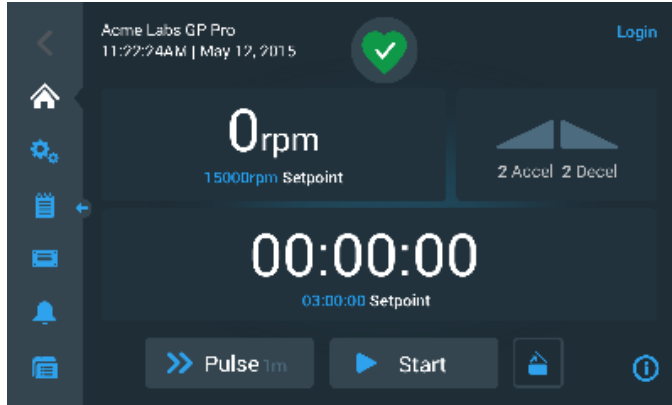 Acme Labs GP Pro
Login
11:22:24AM | May 12, 2015
0rpm
15000rpm Setpoint
2 Accel 2 Decel
00:00:00
03:00:00 Setpoint
Pulse 1m
Start